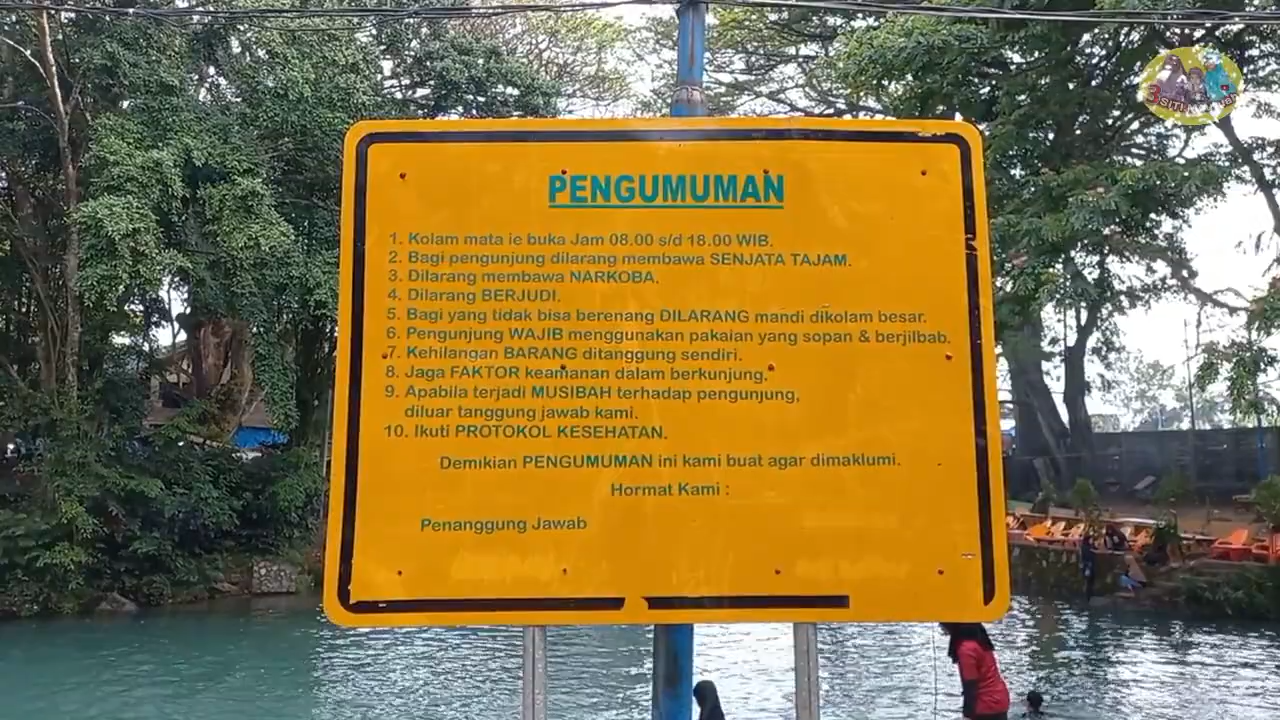 PENGUMUMAN
1. Kolam mata ie buka Jam 08.00 s/d 18.00 WIB.
2. Bagi pengunjung dilarang membawa SENJATA TAJAM.
3. Dilarang membawa NARKOBA.
4. Dilarang BERJUDI.
5. Bagi yang tidak bisa berenang DILARANG mandi dikolam besar.
6. Pengunjung WAJIB menggunakan pakaian yang sopan & berjilbab.
7. Kehilangan BARANG ditanggung sendiri.
8. Jaga FAKTOR keamanan dalam berkunjung.
9. Apabila terjadi MUSIBAH terhadap pengunjung,
diluar tanggung jawab kami.
10. Ikuti PROTOKOL KESEHATAN.
Demikian PENGUMUMAN ini kami buat agar dimaklumi.
Hormat Kami :
Penanggung Jawab